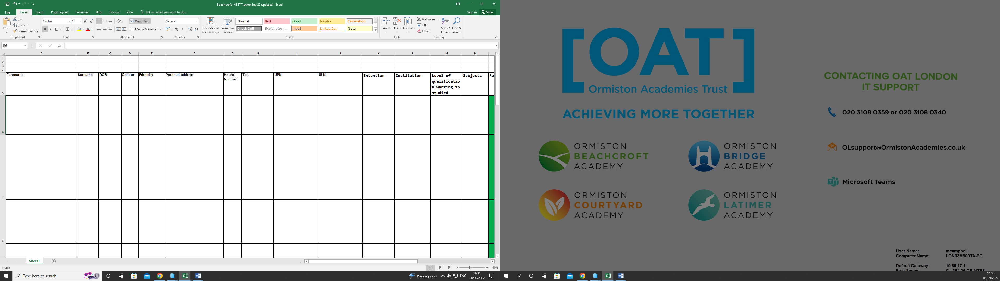 Beachcroft  NEET Tracker Sep 22 updated - Excel
File Home Insert Page Layout Formulas Data Review View Tell me what you want to do... Sign in Share
Paste
Cut
Copy
Format Painter
Clipboard
Calibri 11
B I U
Font
Wrap Text
Merge & Center
Alignment
General
%
Number
Conditional Formatting
Format as Table
Normal Bad Good Neutral Calculation
Check Cell Explanatory ... Input Linked Cell Note
Styles
Insert Delete Format
Cells
AutoSum
Fill
Clear
Sort & Filter
Find & Select
Editing
R6
fx
A B C D E F G H I J K L M N
1
2
3
4
5
Forename Surname DOB Gender Ethnicity Parental address House Number Tel. UPN ULN Intention Institution Level of qualificatio n wanting to studied Subjects Ra
6
7
8
Sheet1
Ready
80%
Type here to search
Raining now
ENG
16:36
08/09/2022
[OAT]
Ormiston Academies Trust
ACHIEVING MORE TOGETHER
ORMISTON
BEACHCROFT
ACADEMY
ORMISTON
BRIDGE
ACADEMY
ORMISTON
COURTYARD
ACADEMY
ORMISTON
LATIMER
ACADEMY
CONTACTING OAT LONDON
IT SUPPORT
020 3108 0359 or 020 3108 0340
OLsupport@OrmistonAcademies.co.uk
Microsoft Teams
User Name: mcampbell
Computer Name: LON03M900TA-PC
Default Gateway: 10.55.17.1
16:36
08/09/2022